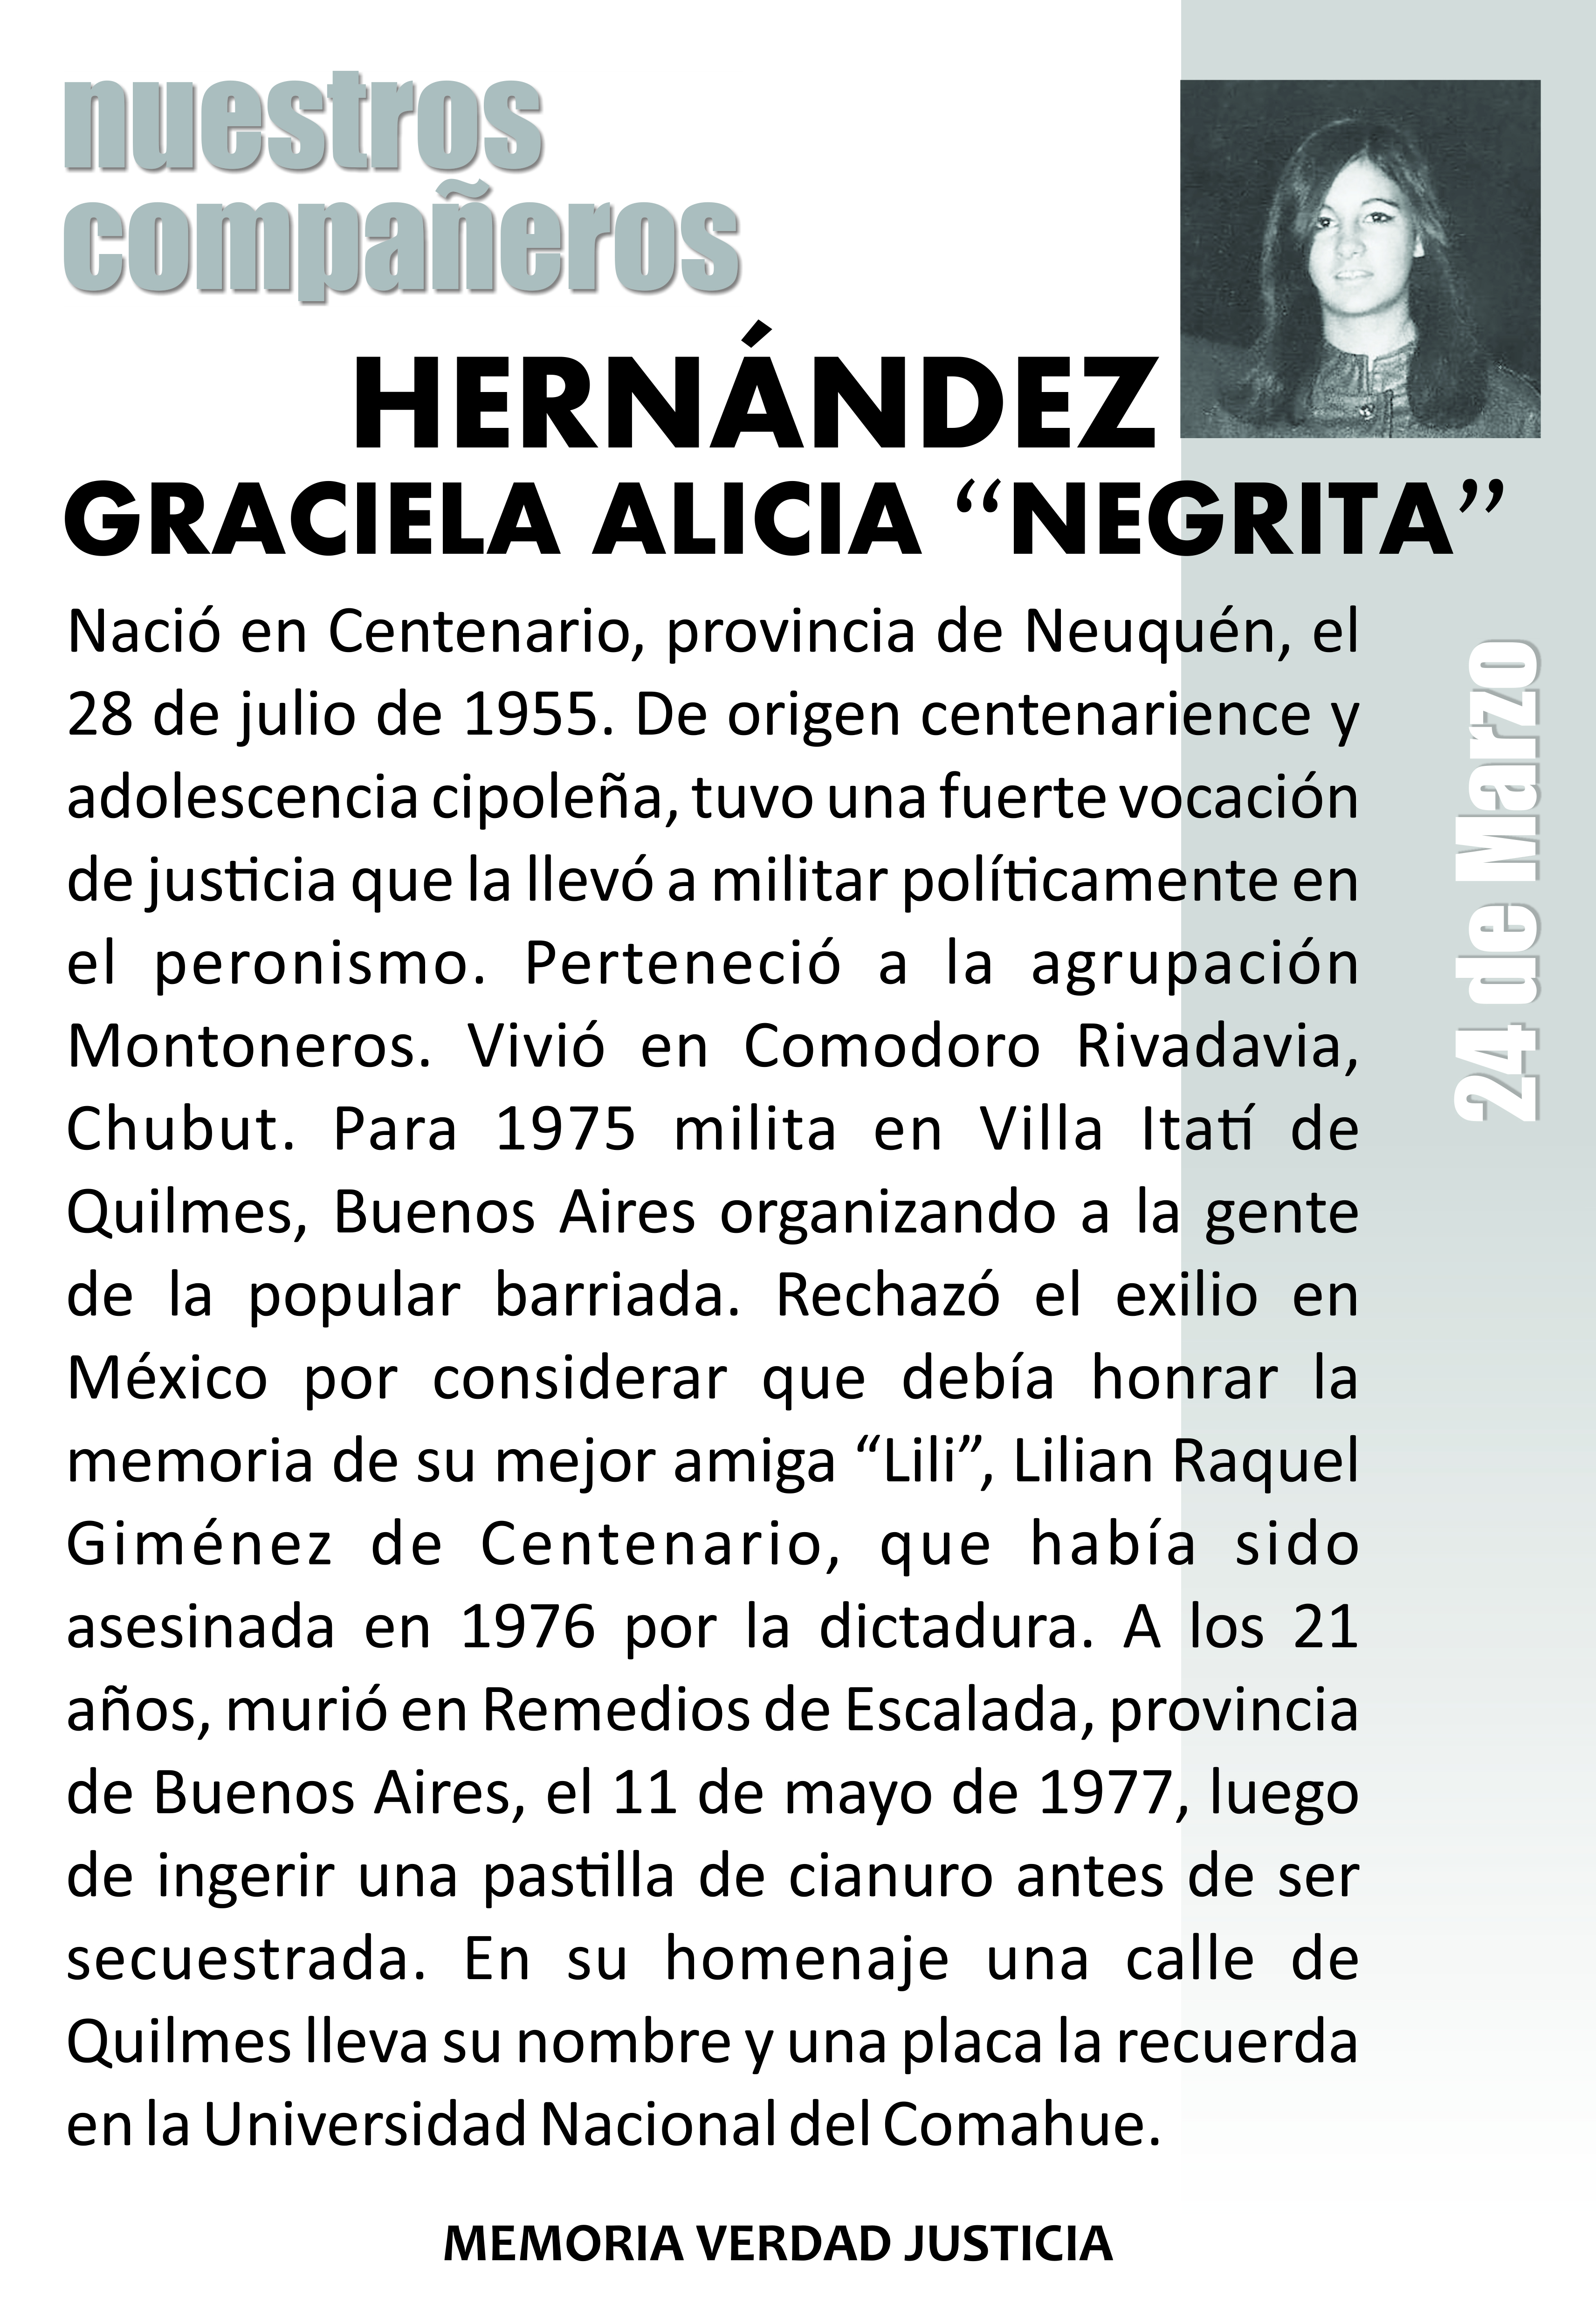 nuestros
compañeros
HERNÁNDEZ
GRACIELA ALICIA “NEGRITA”
Nació en Centenario, provincia de Neuquén, el
28 de julio de 1955. De origen centenarience y
adolescencia cipoleña, tuvo una fuerte vocación
de justicia que la llevó a militar políticamente en
el peronismo. Perteneció a la agrupación
Montoneros. Vivió en Comodoro Rivadavia,
Chubut. Para 1975 milita en Villa Itatí de
Quilmes, Buenos Aires organizando a la gente
de la popular barriada. Rechazó el exilio en
México por considerar que debía honrar la
memoria de su mejor amiga “Lili”, Lilian Raquel
Giménez de Centenario, que había sido
asesinada en 1976 por la dictadura. A los 21
años, murió en Remedios de Escalada, provincia
de Buenos Aires, el 11 de mayo de 1977, luego
de ingerir una pastilla de cianuro antes de ser
secuestrada. En su homenaje una calle de
Quilmes lleva su nombre y una placa la recuerda
en la Universidad Nacional del Comahue.
24 de Marzo
MEMORIA VERDAD JUSTICIA